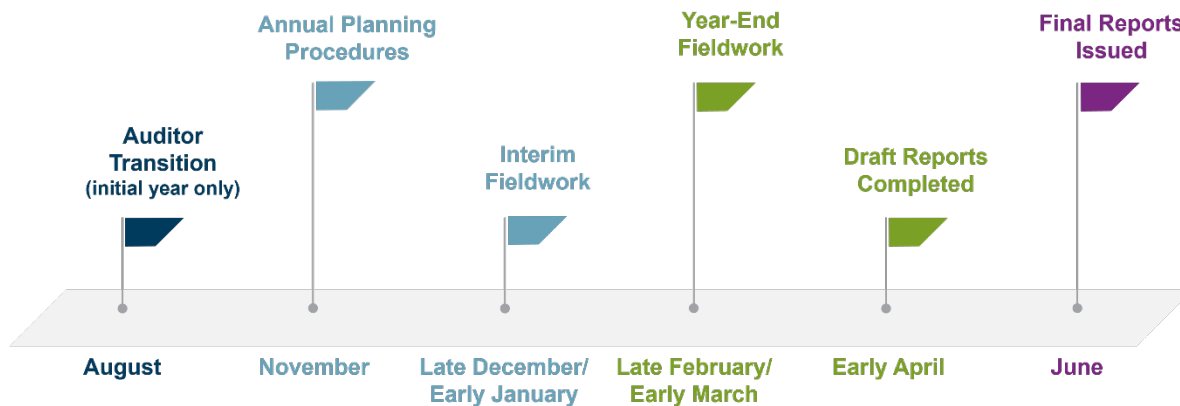 Auditor
Transition
(initial year only)
Annual Planning
Procedures
Interim
Fieldwork
Year-End
Fieldwork
Draft Reports
Completed
Final Reports
Issued
August
November
Late December/
Early January
Late February/
Early March
Early April
June